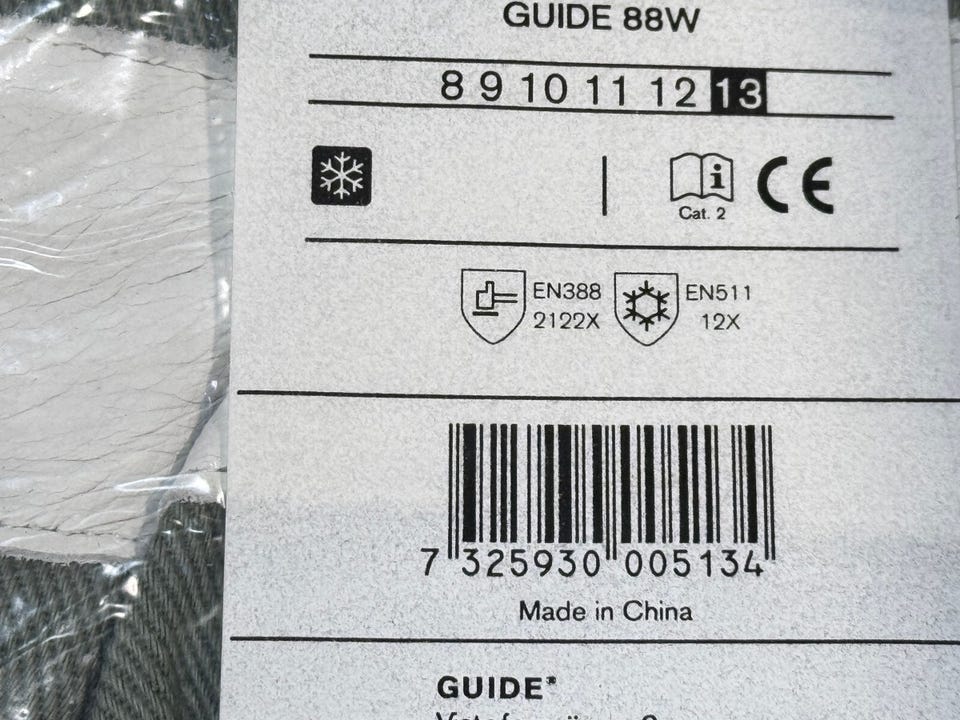 GUIDE 88W
8 9 10 11 12 13
i
Cat. 2
CE
EN388
2122X
EN511
12X
7 325930 005134
Made in China
GUIDE